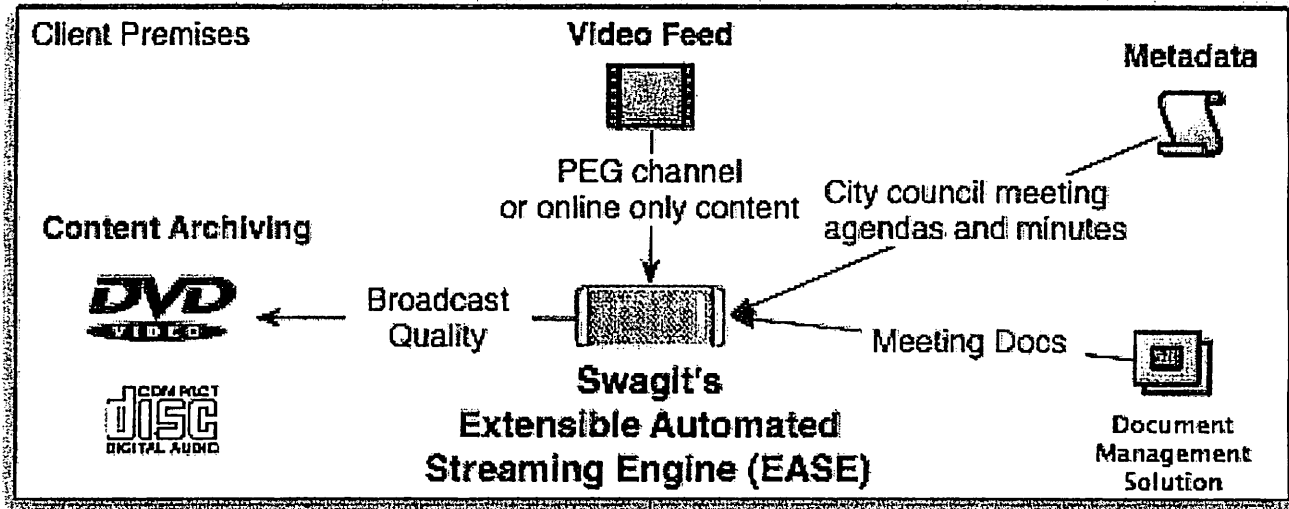 Client Premises
Video Feed
Metadata
PEG channel
or online only content
City council meeting
agendas and minutes
Content Archiving
DVD
VIDEO
Broadcast
Quality
Meeting Docs
COMPACT
disc
DIGITAL AUDIO
Swagit's
Extensible Automated
Streaming Engine (EASE)
Document
Management
Solution